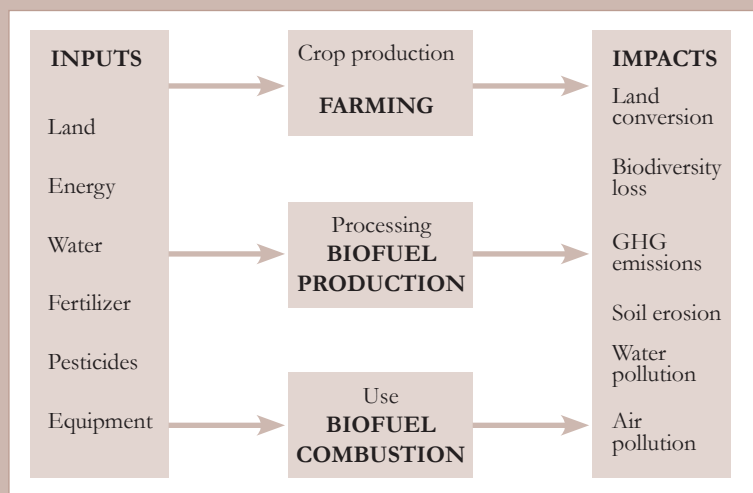 INPUTS
Land
Energy
Water
Fertilizer
Pesticides
Equipment
Crop production
FARMING
Processing
BIOFUEL
PRODUCTION
Use
BIOFUEL
COMBUSTION
IMPACTS
Land
conversion
Biodiversity
loss
GHG
emissions
Soil erosion
Water
pollution
Air
pollution